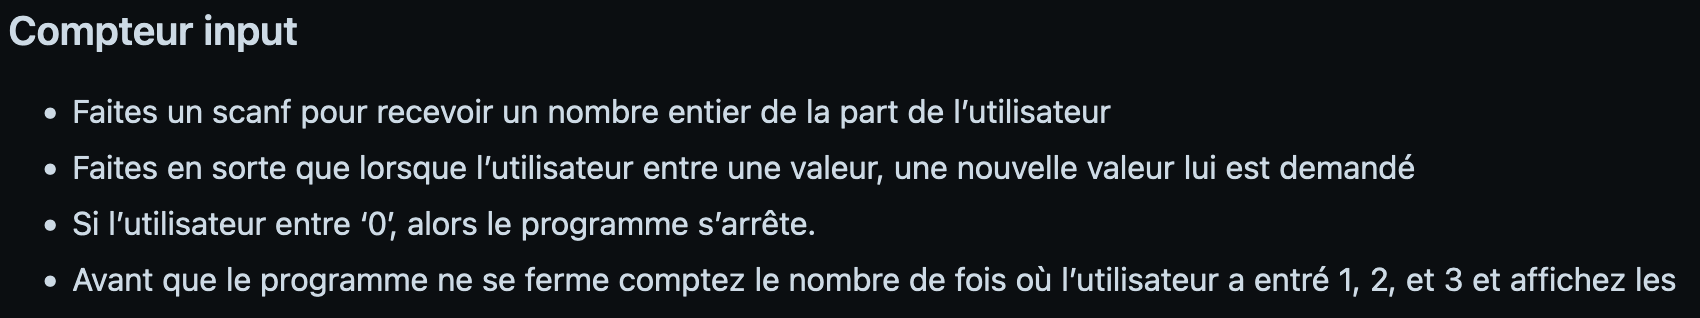 Compteur input
• Faites un scanf pour recevoir un nombre entier de la part de l’utilisateur
• Faites en sorte que lorsque l’utilisateur entre une valeur, une nouvelle valeur lui est demandé
• Si l’utilisateur entre ‘0’, alors le programme s’arrête.
• Avant que le programme ne se ferme comptez le nombre de fois où l’utilisateur a entré 1, 2, et 3 et affichez les